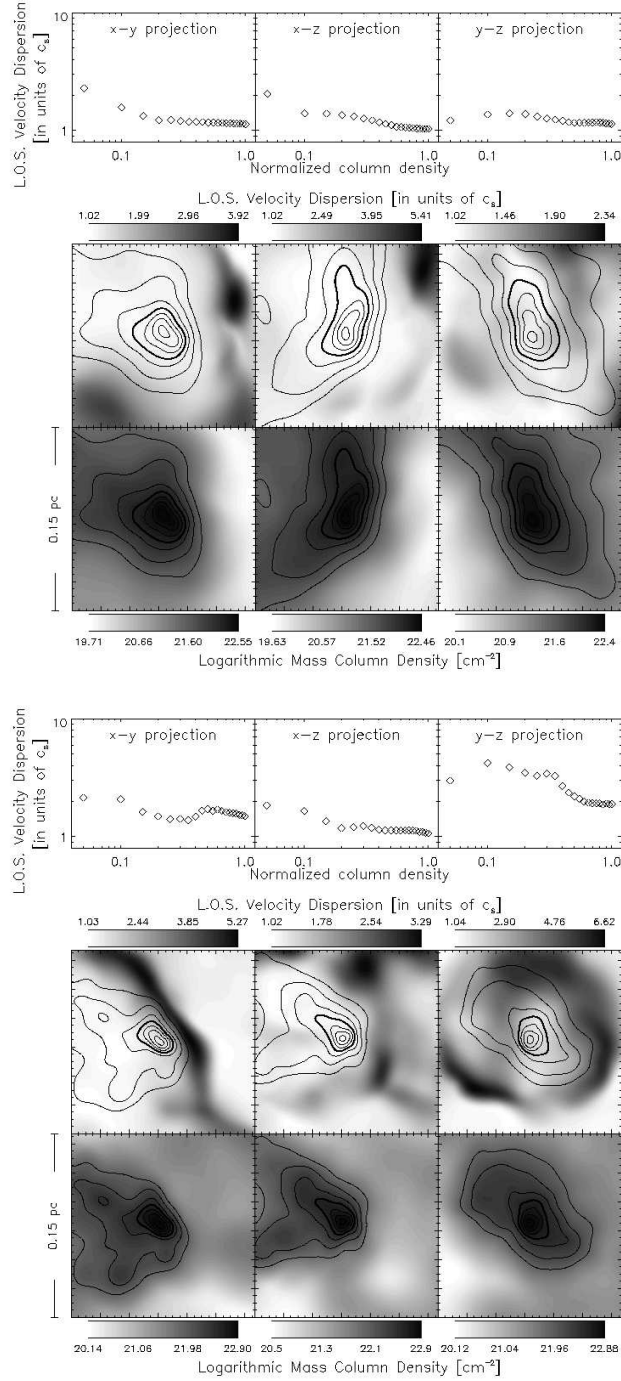 x-y projection x-z projection y-z projection
L.O.S. Velocity Dispersion
[in units of c_s]
10
1
0.1 1.0 0.1 1.0 0.1 1.0
Normalized column density
L.O.S. Velocity Dispersion [in units of c_s]
1.02 1.99 2.96 3.92 1.02 2.49 3.95 5.41 1.02 1.46 1.90 2.34
0.15 pc
19.71 20.66 21.60 22.55 19.63 20.57 21.52 22.46 20.1 20.9 21.6 22.4
Logarithmic Mass Column Density [cm⁻²]
x-y projection x-z projection y-z projection
L.O.S. Velocity Dispersion
[in units of c_s]
10
1
0.1 1.0 0.1 1.0 0.1 1.0
Normalized column density
L.O.S. Velocity Dispersion [in units of c_s]
1.03 2.44 3.85 5.27 1.02 1.78 2.54 3.29 1.04 2.90 4.76 6.62
0.15 pc
20.14 21.06 21.98 22.90 20.5 21.3 22.1 22.9 20.12 21.04 21.96 22.88
Logarithmic Mass Column Density [cm⁻²]